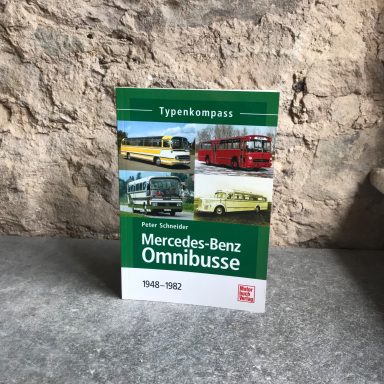 Typenkompass
Peter Schneider
Mercedes-Benz
Omnibusse
1948–1982
Motor
buch
Verlag